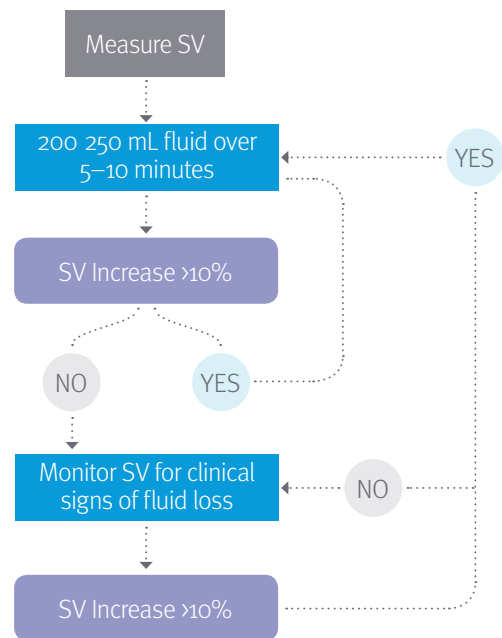 Measure SV
200 250 mL fluid over
5–10 minutes
YES
SV Increase >10%
NO
YES
Monitor SV for clinical
signs of fluid loss
NO
SV Increase >10%